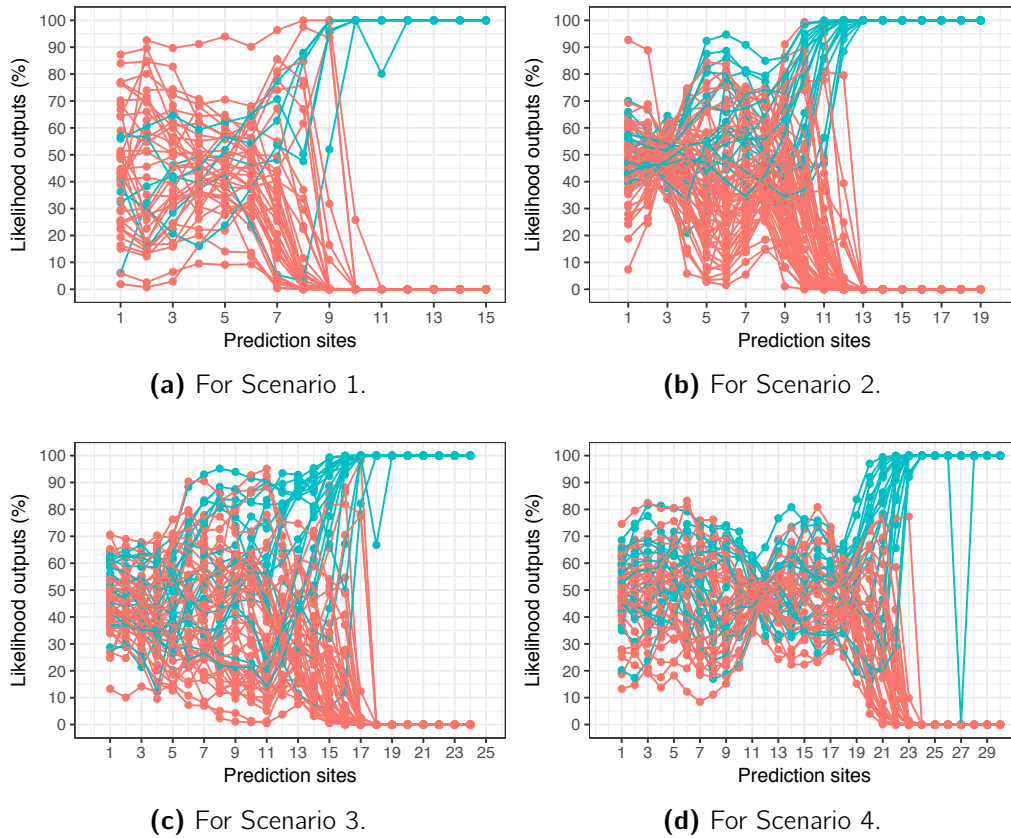 Likelihood outputs (%)
100
90
80
70
60
50
40
30
20
10
0
1 3 5 7 9 11 13 15
Prediction sites
(a) For Scenario 1.
Likelihood outputs (%)
100
90
80
70
60
50
40
30
20
10
0
1 3 5 7 9 11 13 15 17 19
Prediction sites
(b) For Scenario 2.
Likelihood outputs (%)
100
90
80
70
60
50
40
30
20
10
0
1 3 5 7 9 11 13 15 17 19 21 23 25
Prediction sites
(c) For Scenario 3.
Likelihood outputs (%)
100
90
80
70
60
50
40
30
20
10
0
1 3 5 7 9 11 13 15 17 19 21 23 25 27 29
Prediction sites
(d) For Scenario 4.